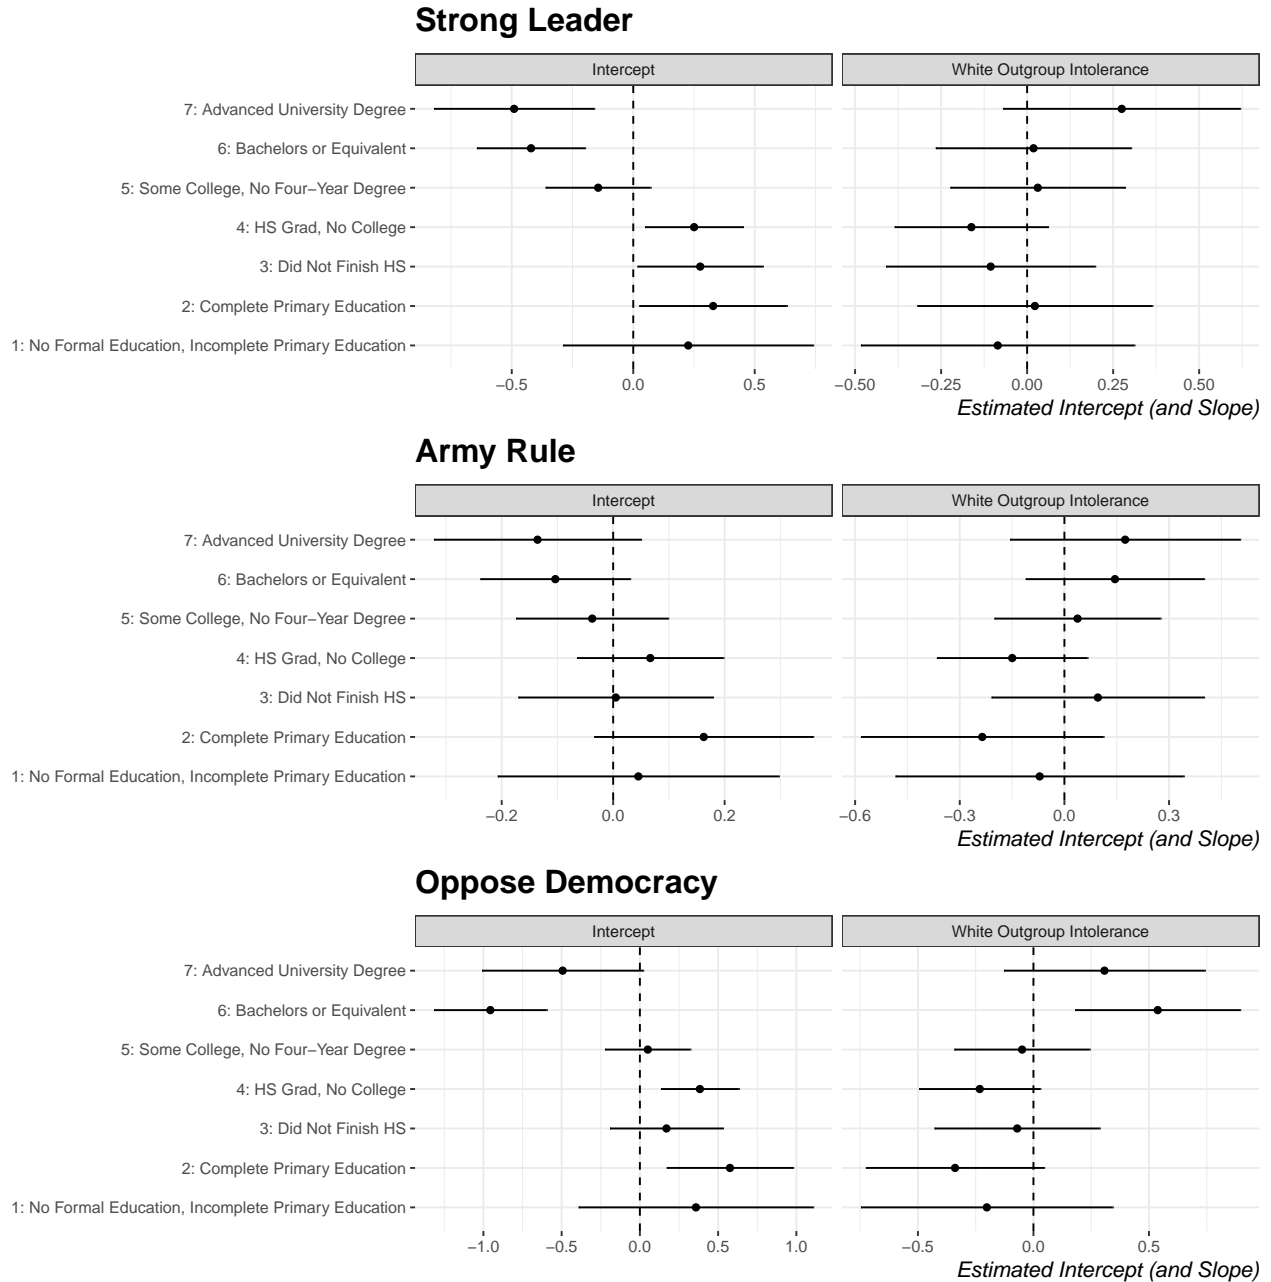 Strong Leader
Intercept
White Outgroup Intolerance
7: Advanced University Degree
6: Bachelors or Equivalent
5: Some College, No Four−Year Degree
4: HS Grad, No College
3: Did Not Finish HS
2: Complete Primary Education
1: No Formal Education, Incomplete Primary Education
−0.5 0.0 0.5
−0.50 −0.25 0.00 0.25 0.50
Estimated Intercept (and Slope)
Army Rule
Intercept
White Outgroup Intolerance
7: Advanced University Degree
6: Bachelors or Equivalent
5: Some College, No Four−Year Degree
4: HS Grad, No College
3: Did Not Finish HS
2: Complete Primary Education
1: No Formal Education, Incomplete Primary Education
−0.2 0.0 0.2
−0.6 −0.3 0.0 0.3
Estimated Intercept (and Slope)
Oppose Democracy
Intercept
White Outgroup Intolerance
7: Advanced University Degree
6: Bachelors or Equivalent
5: Some College, No Four−Year Degree
4: HS Grad, No College
3: Did Not Finish HS
2: Complete Primary Education
1: No Formal Education, Incomplete Primary Education
−1.0 −0.5 0.0 0.5 1.0
−0.5 0.0 0.5
Estimated Intercept (and Slope)